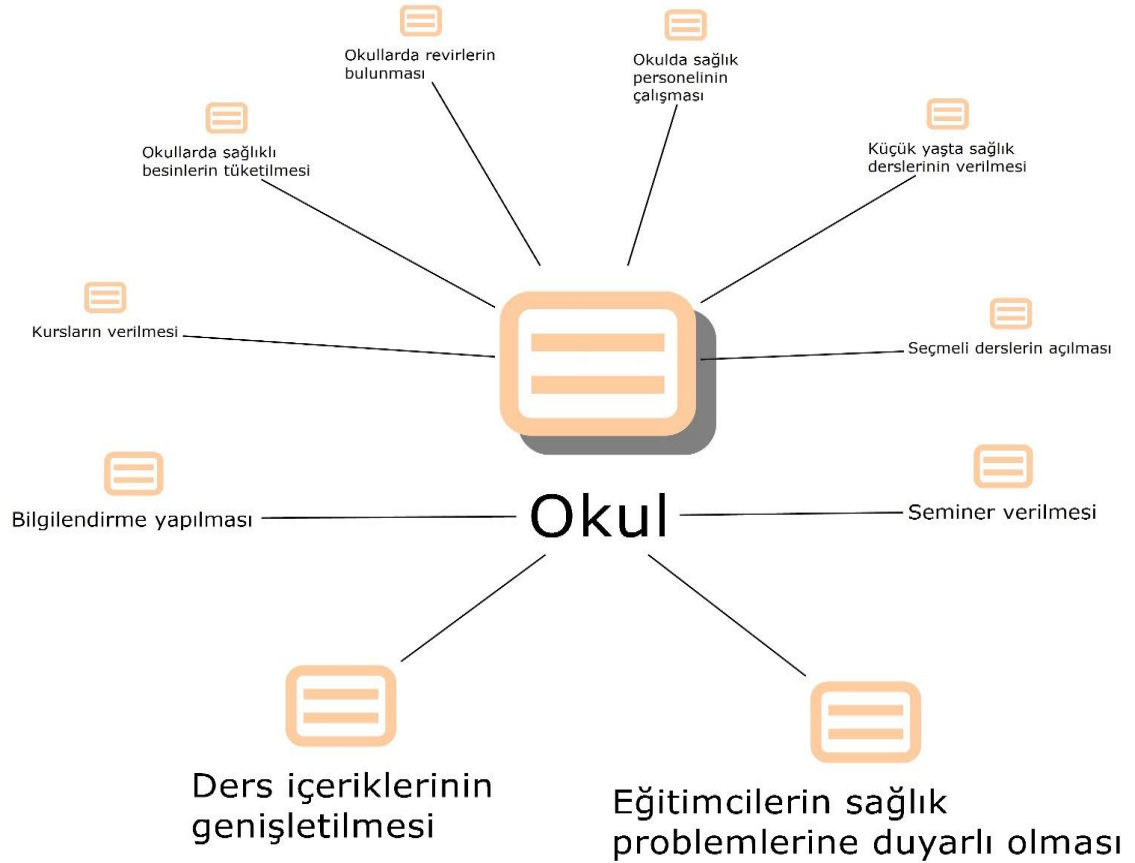 Okullarda revirlerin
bulunması
Okulda sağlık
personelinin
çalışması
Okullarda sağlıklı
besinlerin tüketilmesi
Küçük yaşta sağlık
derslerinin verilmesi
Kursların verilmesi
Seçmeli derslerin açılması
Bilgilendirme yapılması
Okul
Seminer verilmesi
Ders içeriklerinin
genişletilmesi
Eğitimcilerin sağlık
problemlerine duyarlı olması